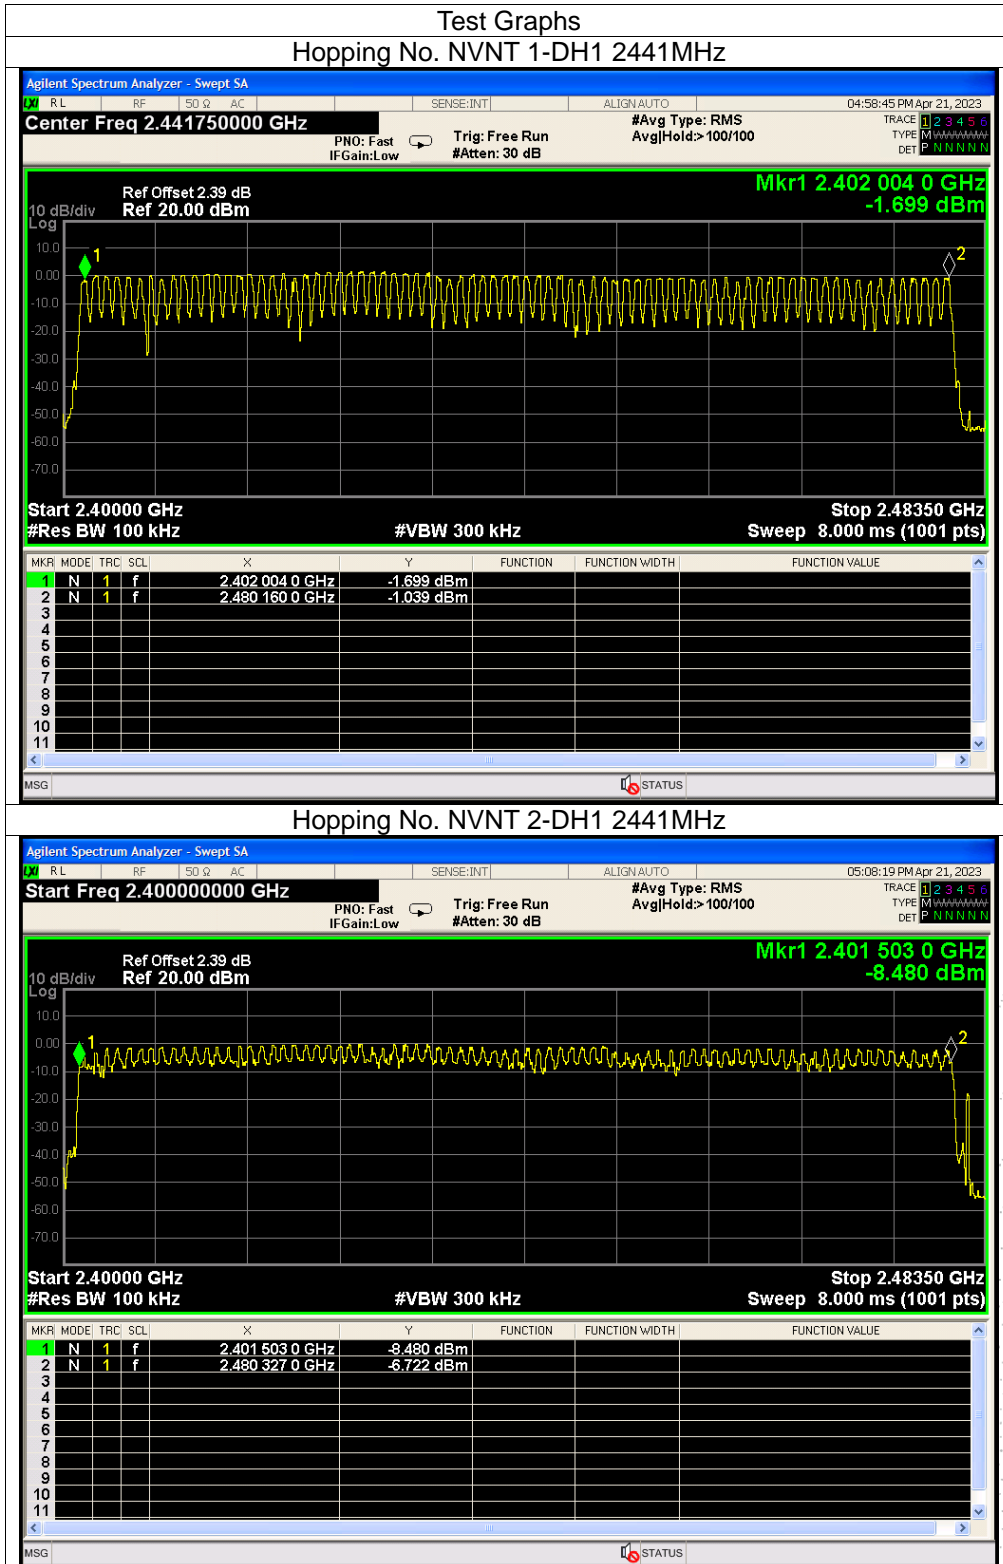 Test Graphs
Hopping No. NVNT 1-DH1 2441MHz
Agilent Spectrum Analyzer - Swept SA
LXI RL RF 50 Ω AC SENSE:INT ALIGN AUTO 04:58:45 PM Apr 21, 2023
Center Freq 2.441750000 GHz #Avg Type: RMS TRACE 1 2 3 4 5 6
PNO: Fast Trig: Free Run Avg|Hold:> 100/100 TYPE M
IFGain:Low #Atten: 30 dB DET P N N N N N
Mkr1 2.402 004 0 GHz
-1.699 dBm
Ref Offset 2.39 dB
10 dB/div Ref 20.00 dBm
Log
10.0
1
2
0.00
-10.0
-20.0
-30.0
-40.0
-50.0
-60.0
-70.0
Start 2.40000 GHz Stop 2.48350 GHz
#Res BW 100 kHz #VBW 300 kHz Sweep 8.000 ms (1001 pts)
MKR MODE TRC SCL X Y FUNCTION FUNCTION WIDTH FUNCTION VALUE
1 N 1 f 2.402 004 0 GHz -1.699 dBm
2 N 1 f 2.480 160 0 GHz -1.039 dBm
3
4
5
6
7
8
9
10
11
MSG STATUS
Hopping No. NVNT 2-DH1 2441MHz
Agilent Spectrum Analyzer - Swept SA
LXI RL RF 50 Ω AC SENSE:INT ALIGN AUTO 05:08:19 PM Apr 21, 2023
Start Freq 2.400000000 GHz #Avg Type: RMS TRACE 1 2 3 4 5 6
PNO: Fast Trig: Free Run Avg|Hold:> 100/100 TYPE M
IFGain:Low #Atten: 30 dB DET P N N N N N
Mkr1 2.401 503 0 GHz
-8.480 dBm
Ref Offset 2.39 dB
10 dB/div Ref 20.00 dBm
Log
10.0
1
2
0.00
-10.0
-20.0
-30.0
-40.0
-50.0
-60.0
-70.0
Start 2.40000 GHz Stop 2.48350 GHz
#Res BW 100 kHz #VBW 300 kHz Sweep 8.000 ms (1001 pts)
MKR MODE TRC SCL X Y FUNCTION FUNCTION WIDTH FUNCTION VALUE
1 N 1 f 2.401 503 0 GHz -8.480 dBm
2 N 1 f 2.480 327 0 GHz -6.722 dBm
3
4
5
6
7
8
9
10
11
MSG STATUS